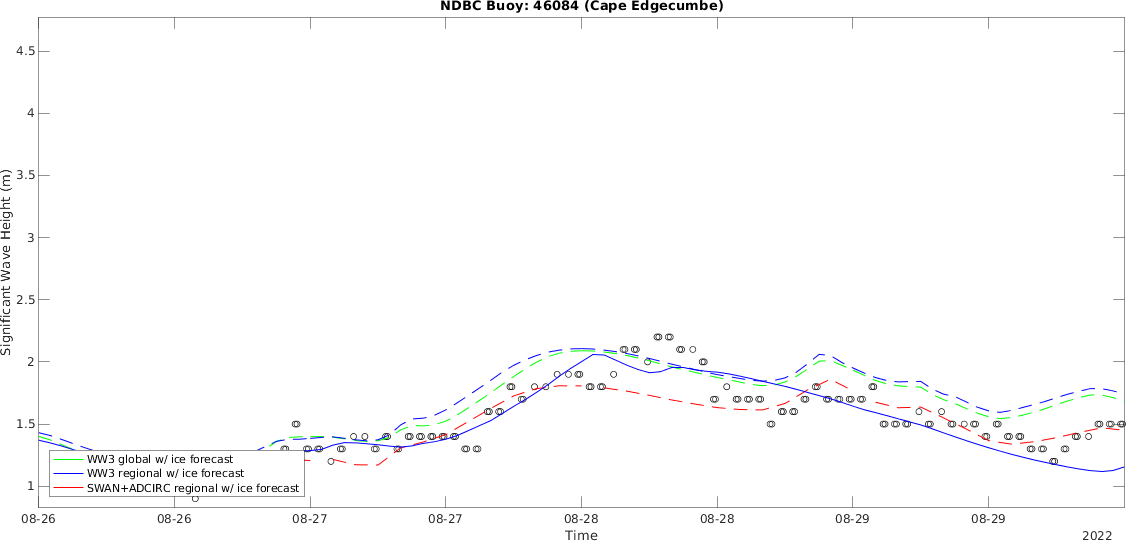 NDBC Buoy: 46084 (Cape Edgecumbe)
Significant Wave Height (m)
4.5
4
3.5
3
2.5
2
1.5
1
WW3 global w/ ice forecast
WW3 regional w/ ice forecast
SWAN+ADCIRC regional w/ ice forecast
08-26 08-26 08-27 08-27 08-28 08-28 08-29 08-29
Time
2022